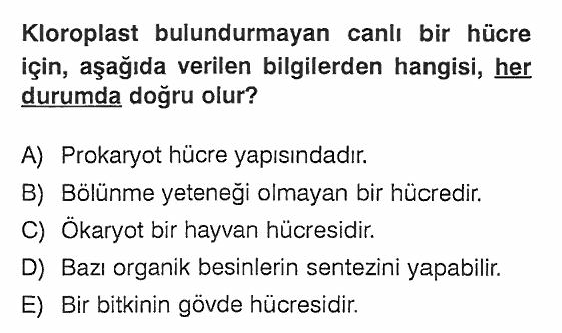 Kloroplast bulundurmayan canlı bir hücre
için, aşağıda verilen bilgilerden hangisi, her
durumda doğru olur?
A) Prokaryot hücre yapısındadır.
B) Bölünme yeteneği olmayan bir hücredir.
C) Ökaryot bir hayvan hücresidir.
D) Bazı organik besinlerin sentezini yapabilir.
E) Bir bitkinin gövde hücresidir.